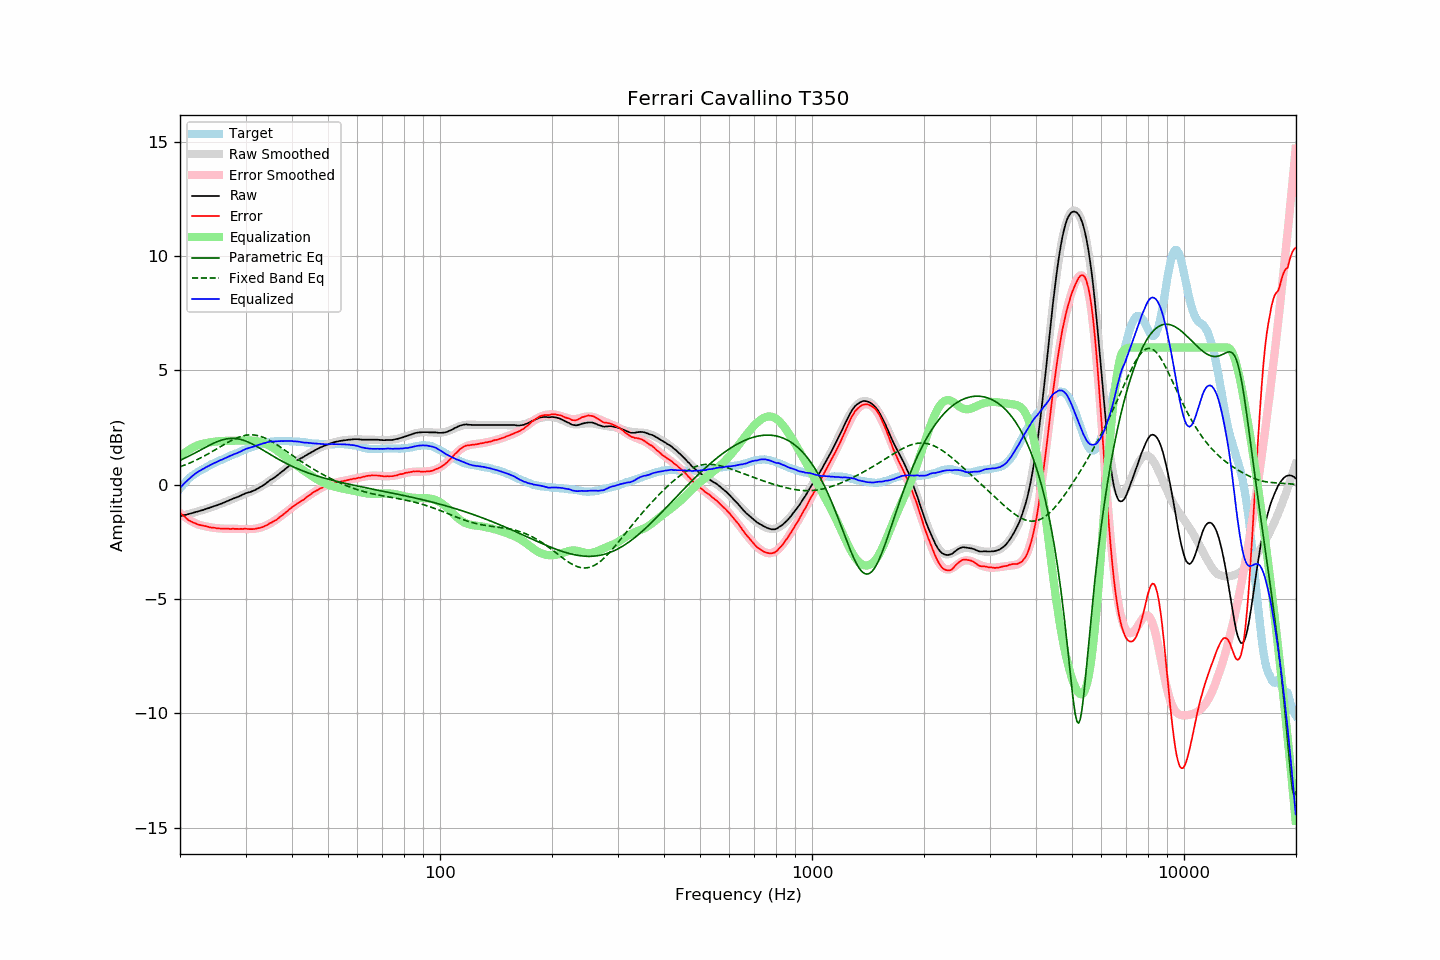 Ferrari Cavallino T350
Target
Raw Smoothed
Error Smoothed
Raw
Error
Equalization
Parametric Eq
Fixed Band Eq
Equalized
15
10
5
0
−5
−10
−15
Amplitude (dBr)
100
1000
10000
Frequency (Hz)